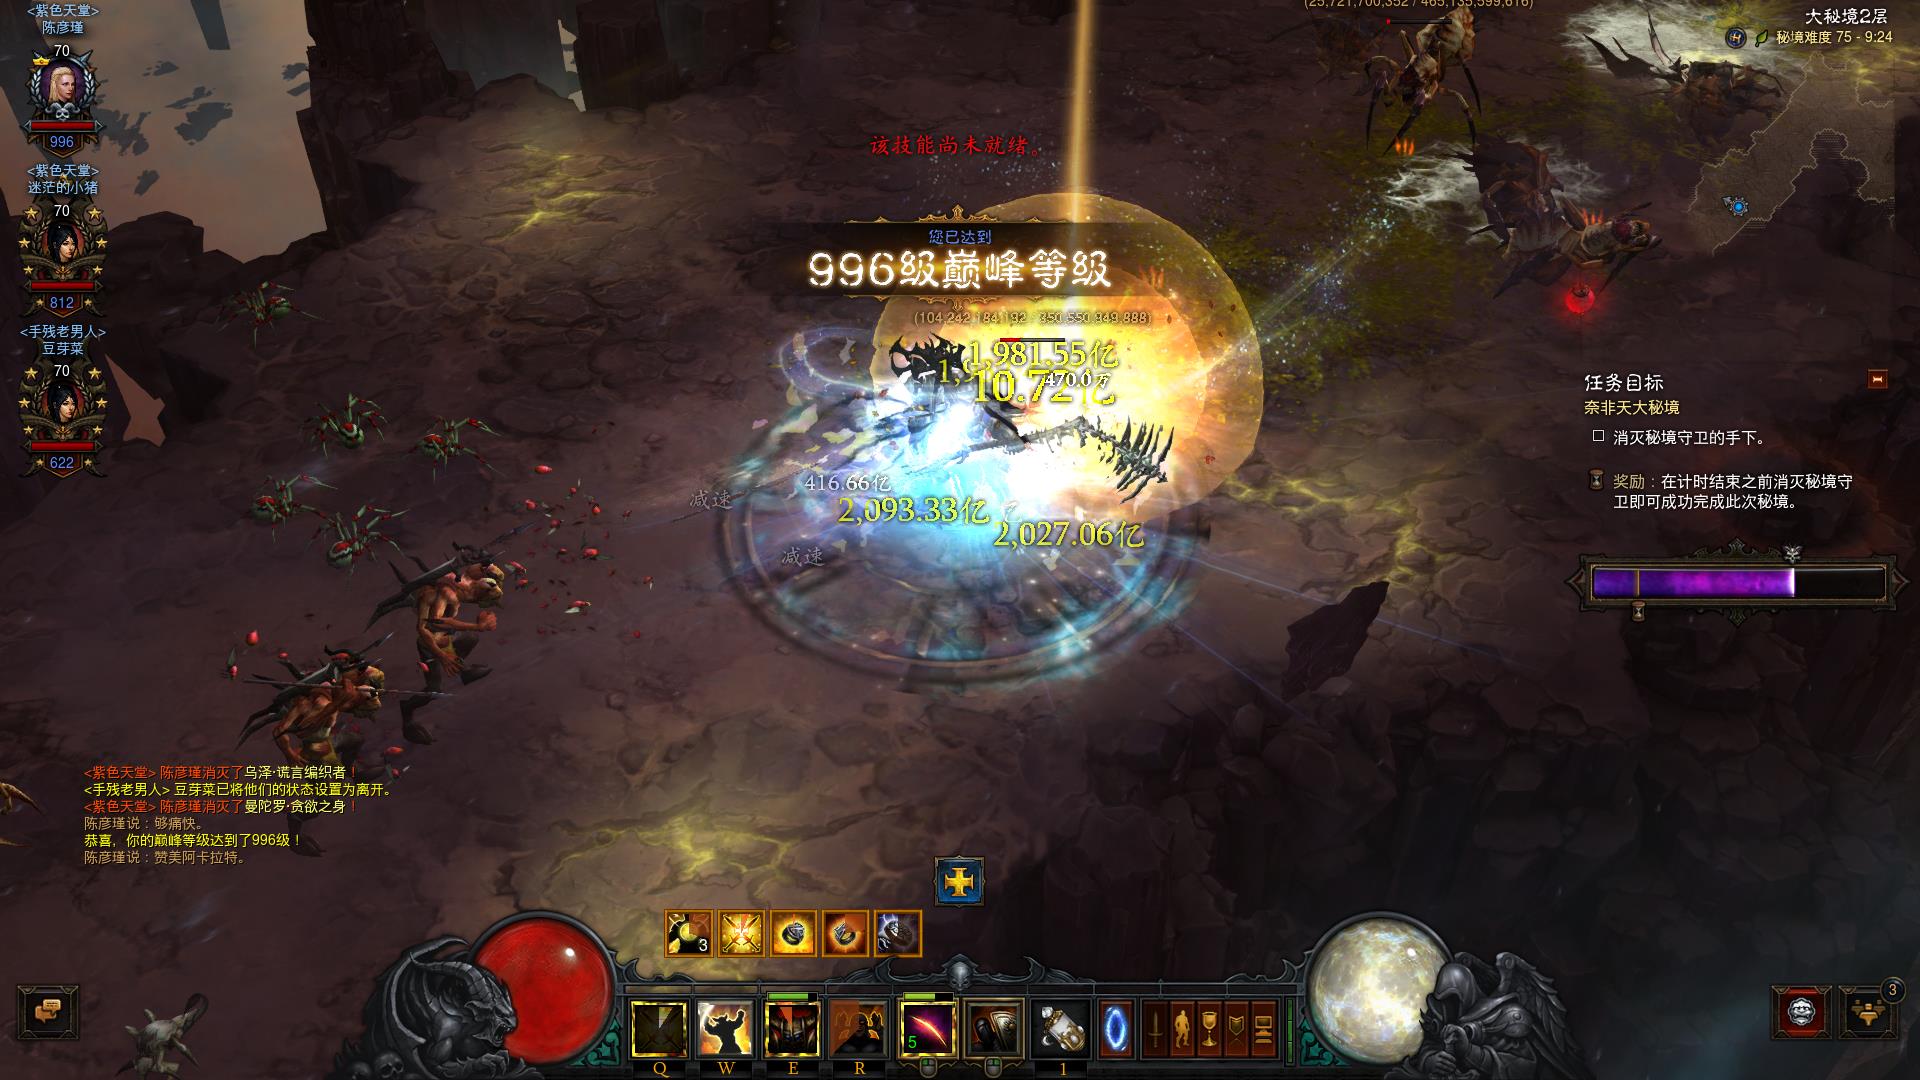 <紫色天堂>
陈彦瑾
70
996
<紫色天堂>
迷茫的小猪
70
812
<手残老男人>
豆芽菜
70
622
(25,721,700,352 / 465,135,599,616)
大秘境2层
秘境难度 75 - 9:24
该技能尚未就绪。
您已达到
996级巅峰等级
1,981.55亿
10.72亿
470.0万
416.66亿
2,093.33亿
2,027.06亿
减速
减速
任务目标
奈非天大秘境
消灭秘境守卫的手下。
奖励：在计时结束之前消灭秘境守
卫即可成功完成此次秘境。
<紫色天堂> 陈彦瑾消灭了乌泽·谎言编织者！
<手残老男人> 豆芽菜已将他们的状态设置为离开。
<紫色天堂> 陈彦瑾消灭了曼陀罗·贪欲之身！
陈彦瑾说：够痛快。
恭喜，你的巅峰等级达到了996级！
陈彦瑾说：赞美阿卡拉特。
3
5
Q W E R 1
3